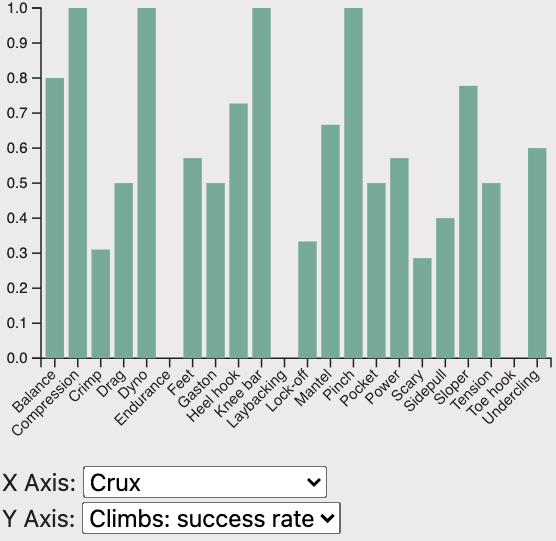 1.0
0.9
0.8
0.7
0.6
0.5
0.4
0.3
0.2
0.1
0.0
Balance
Compression
Crimp
Drag
Dyno
Endurance
Feet
Gaston
Heel hook
Knee bar
Laybacking
Lock-off
Mantel
Pinch
Pocket
Power
Scary
Sidepull
Sloper
Tension
Toe hook
Undercling
X Axis: Crux
Y Axis: Climbs: success rate